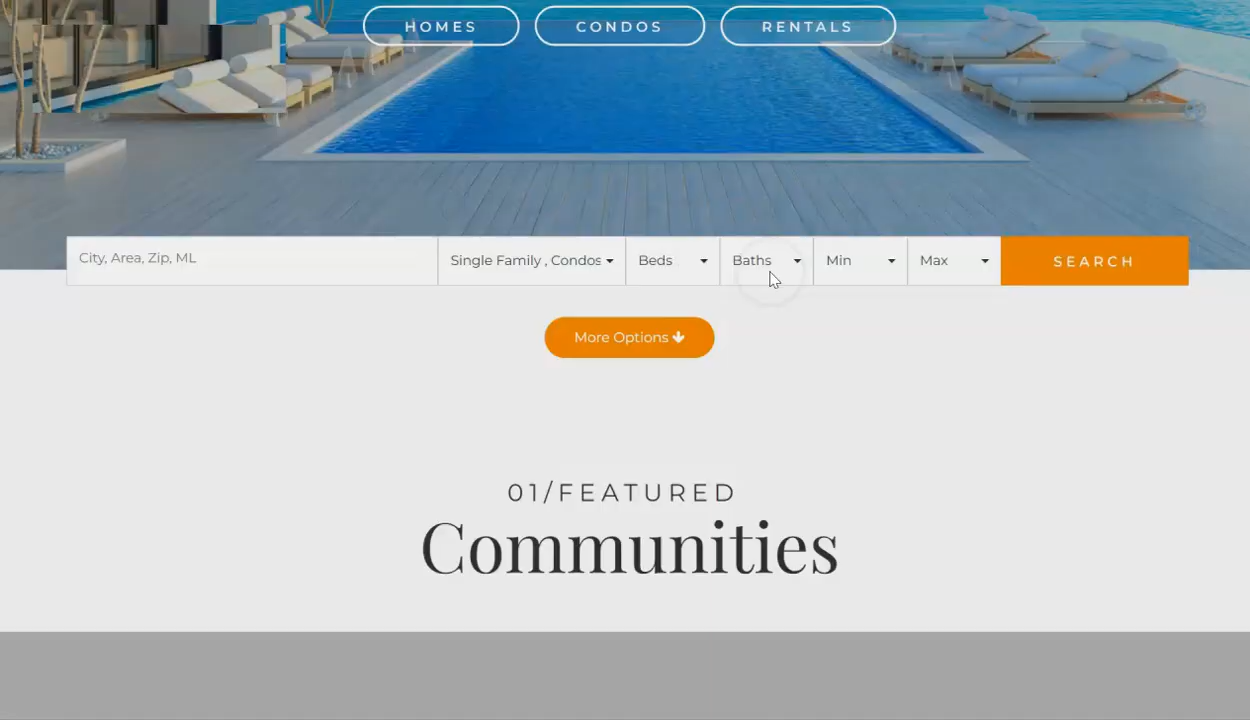 HOMES CONDOS RENTALS
City, Area, Zip, ML Single Family , Condos Beds Baths Min Max SEARCH
More Options
01/FEATURED
Communities